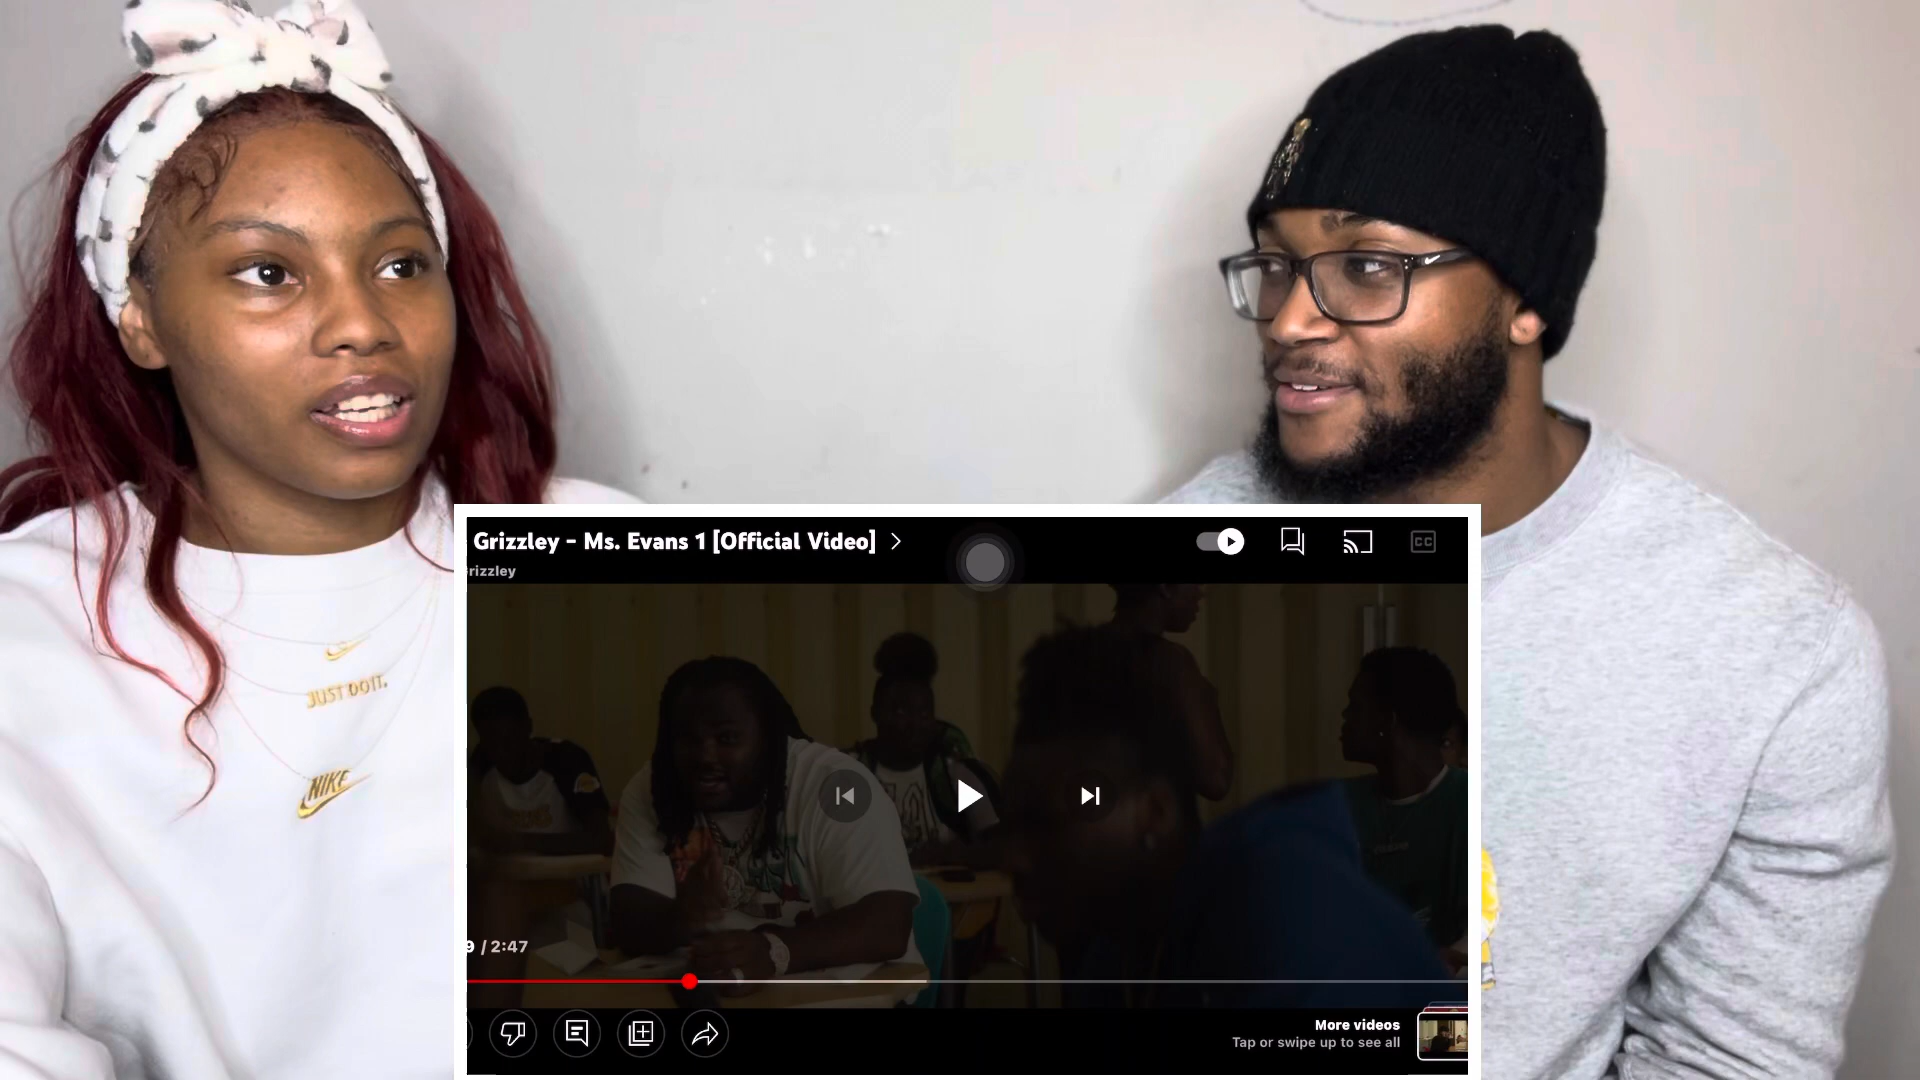 Grizzley - Ms. Evans 1 [Official Video]
rizzley
CC
JUST DO IT.
NIKE
9 / 2:47
More videos
Tap or swipe up to see all